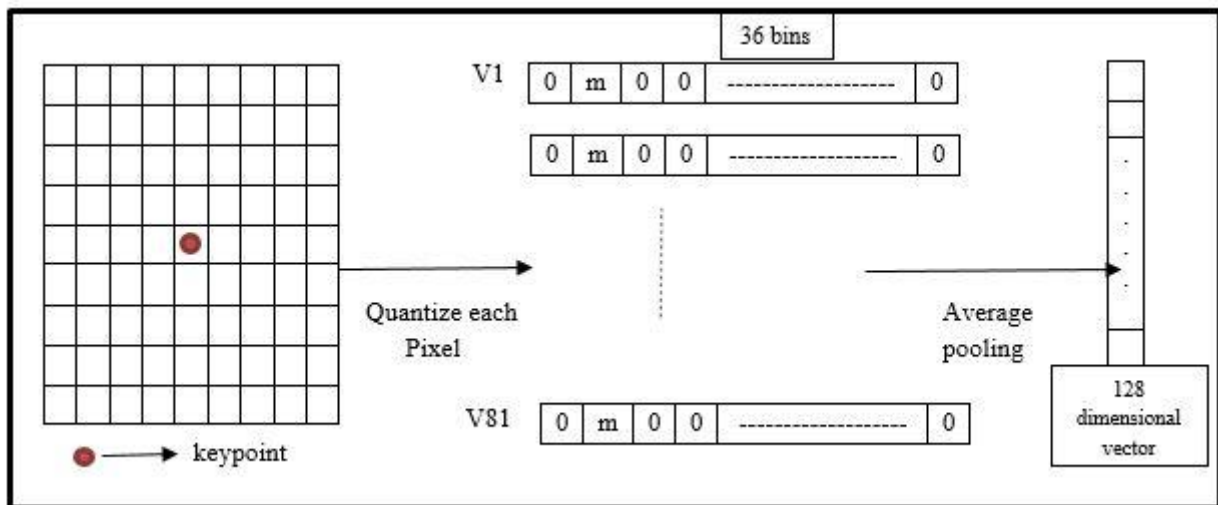 36 bins
V1
0 m 0 0 ------------------- 0
0 m 0 0 ------------------- 0
Quantize each
Pixel
Average
pooling
V81
0 m 0 0 ------------------- 0
128
dimensional
vector
keypoint